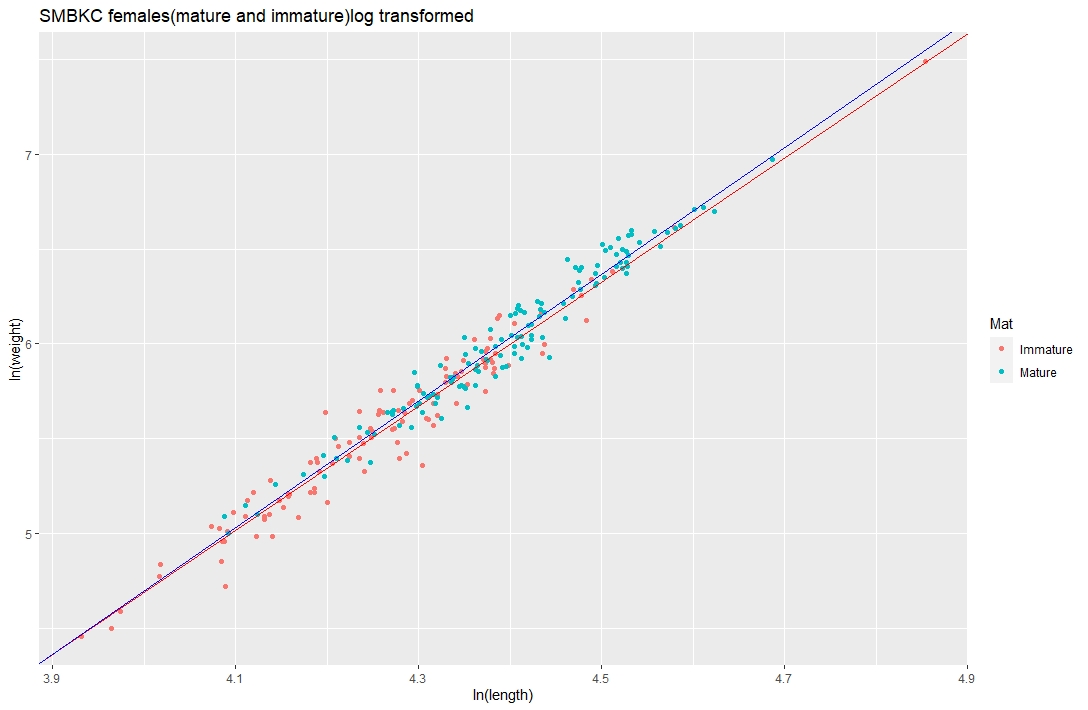 SMBKC females(mature and immature)log transformed
ln(weight)
7
6
5
3.9 4.1 4.3 4.5 4.7 4.9
ln(length)
Mat
Immature
Mature